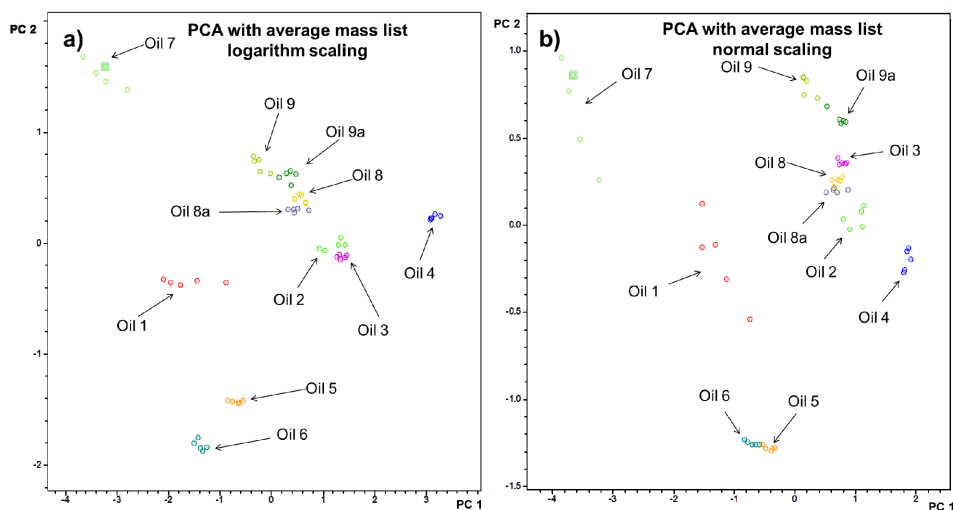 PC 2
a)
PCA with average mass list
logarithm scaling
Oil 7
Oil 9
Oil 9a
Oil 8
Oil 8a
Oil 4
Oil 1
Oil 2
Oil 3
Oil 5
Oil 6
1
0
-1
-2
-4
-3
-2
-1
0
1
2
3
PC 1
PC 2
b)
PCA with average mass list
normal scaling
Oil 9
Oil 7
Oil 9a
Oil 3
Oil 8
Oil 8a
Oil 2
Oil 1
Oil 4
Oil 6
Oil 5
1.0
0.5
0.0
-0.5
-1.0
-1.5
-4
-3
-2
-1
0
1
2
PC 1